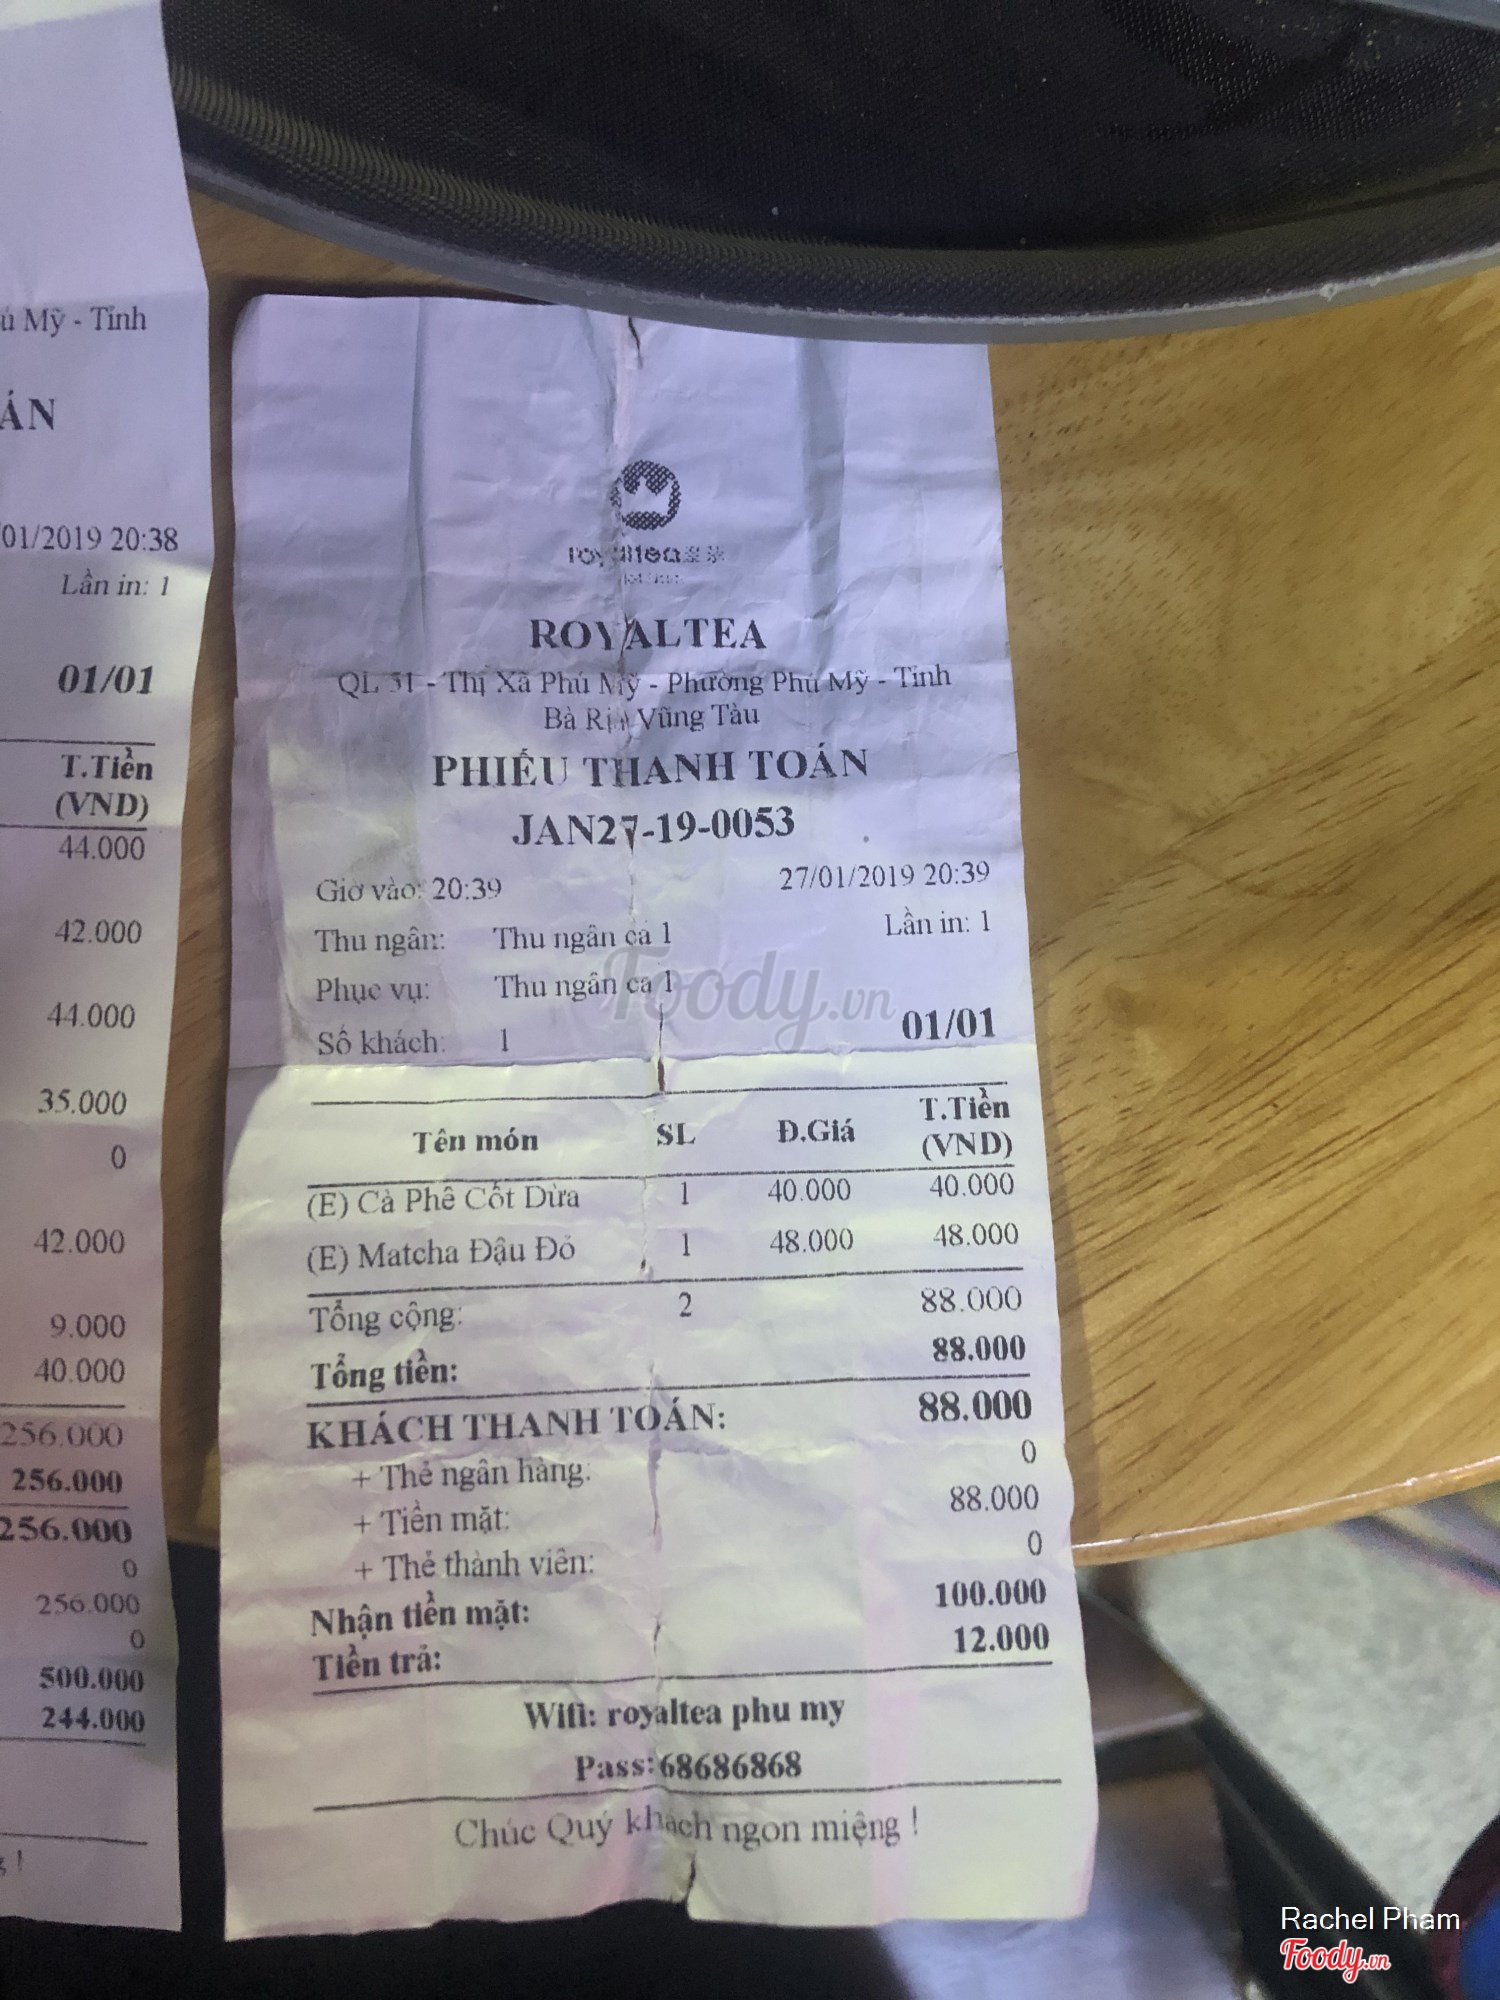 ú Mỹ - Tỉnh
ÁN
01/2019 20:38
Lần in: 1
01/01
T.Tiền
(VND)
44.000
42.000
44.000
35.000
0
42.000
9.000
40.000
256.000
256.000
256.000
0
256.000
0
500.000
244.000
!
royaltea
ROYALTEA
QL 51 - Thị Xã Phú Mỹ - Phường Phú Mỹ - Tỉnh
Bà Rịa Vũng Tàu
PHIẾU THANH TOÁN
JAN27-19-0053
27/01/2019 20:39
Giờ vào: 20:39
Lần in: 1
Thu ngân: Thu ngân ca 1
Phục vụ: Thu ngân ca 1
Số khách: 1 01/01
Foody.vn
Tên món SL Đ.Giá T.Tiền (VND)
(E) Cà Phê Cốt Dừa 1 40.000 40.000
(E) Matcha Đậu Đỏ 1 48.000 48.000
Tổng cộng: 2 88.000
Tổng tiền: 88.000
KHÁCH THANH TOÁN: 88.000
+ Thẻ ngân hàng: 0
+ Tiền mặt: 88.000
+ Thẻ thành viên: 0
Nhận tiền mặt: 100.000
Tiền trả: 12.000
Wifi: royaltea phu my
Pass:68686868
Chúc Quý khách ngon miệng !
Rachel Pham
Foody.vn